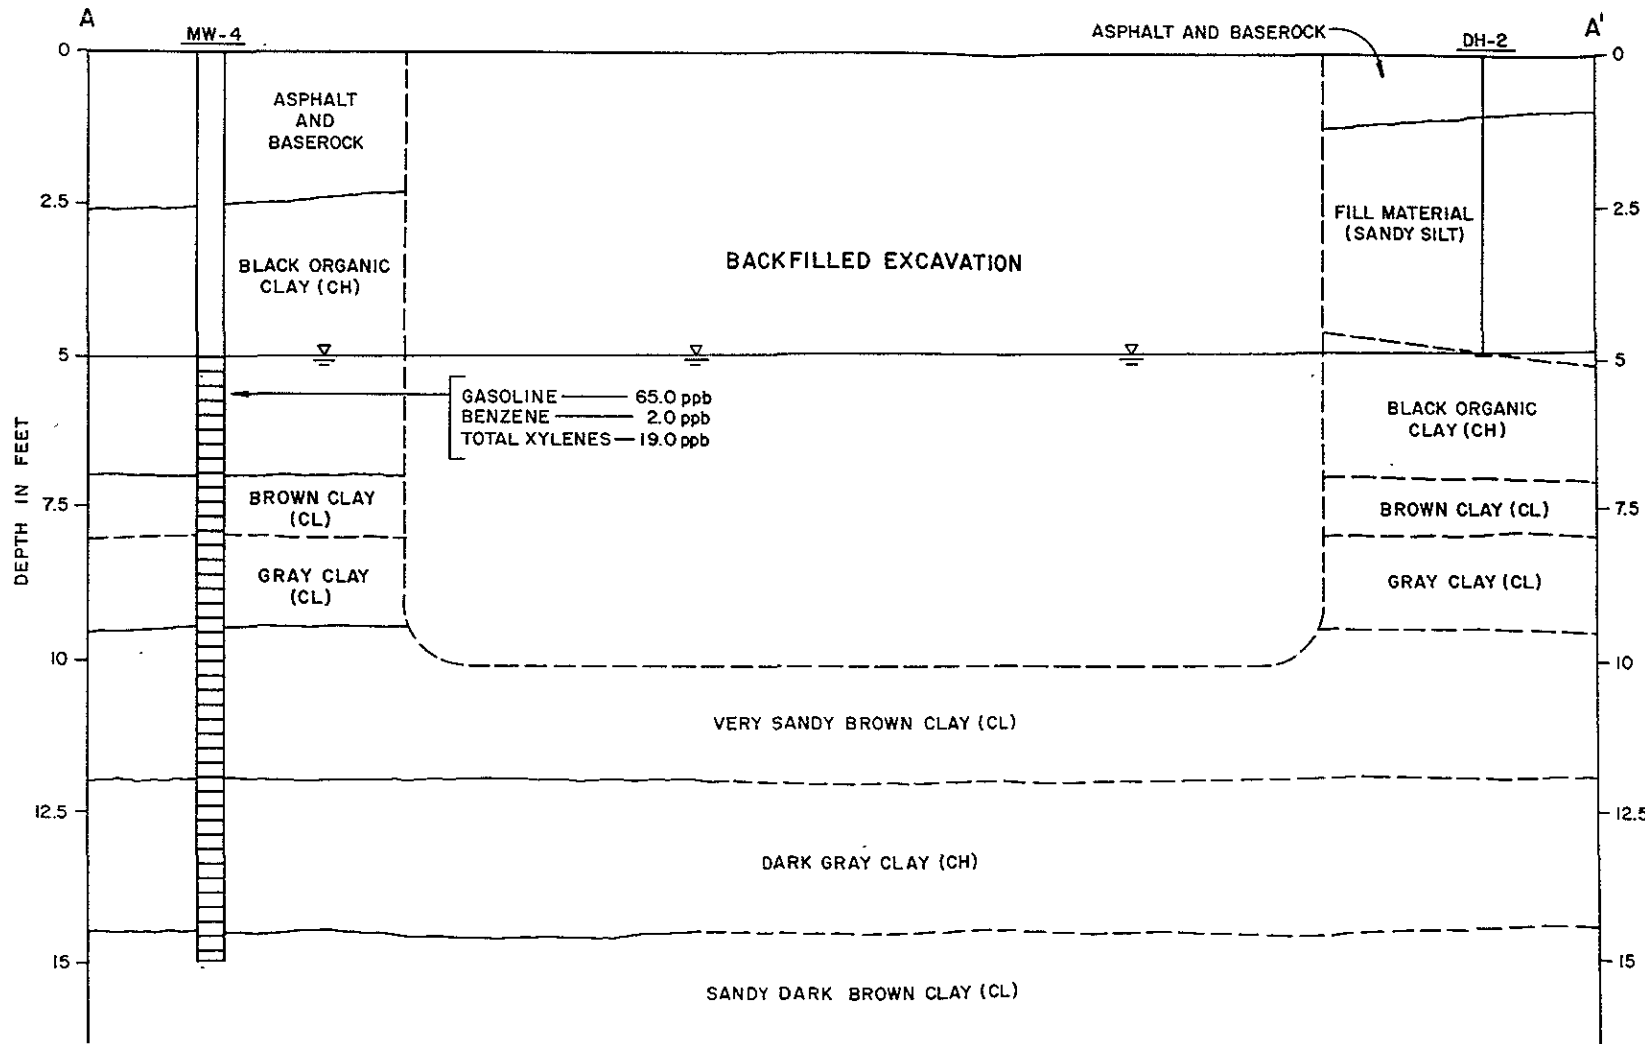 A
A'
MW-4
ASPHALT AND BASEROCK
DH-2
0
0
ASPHALT
AND
BASEROCK
2.5
2.5
FILL MATERIAL
(SANDY SILT)
BLACK ORGANIC
CLAY (CH)
BACKFILLED EXCAVATION
5
5
GASOLINE 65.0 ppb
BENZENE 2.0 ppb
TOTAL XYLENES 19.0 ppb
BLACK ORGANIC
CLAY (CH)
DEPTH IN FEET
7.5
7.5
BROWN CLAY
(CL)
BROWN CLAY (CL)
GRAY CLAY
(CL)
GRAY CLAY (CL)
10
10
VERY SANDY BROWN CLAY (CL)
12.5
12.5
DARK GRAY CLAY (CH)
15
15
SANDY DARK BROWN CLAY (CL)